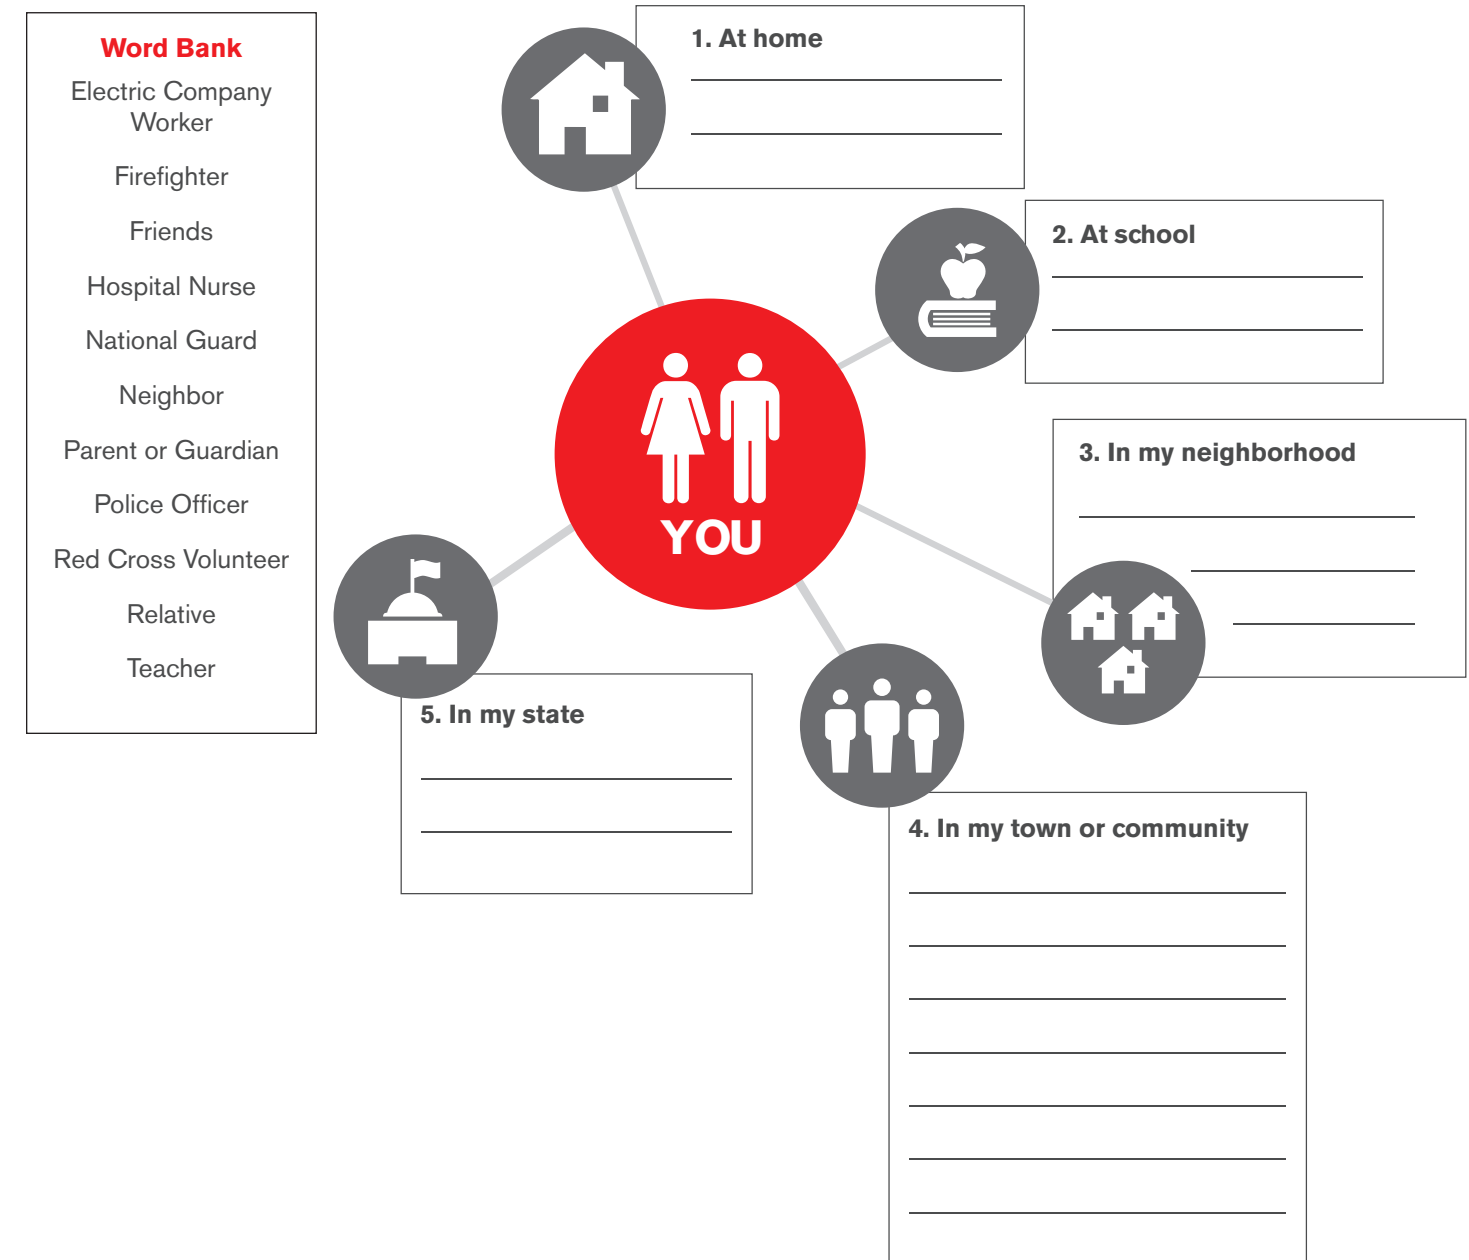 Word Bank
Electric Company
Worker
Firefighter
Friends
Hospital Nurse
National Guard
Neighbor
Parent or Guardian
Police Officer
Red Cross Volunteer
Relative
Teacher
1. At home
2. At school
3. In my neighborhood
YOU
5. In my state
4. In my town or community